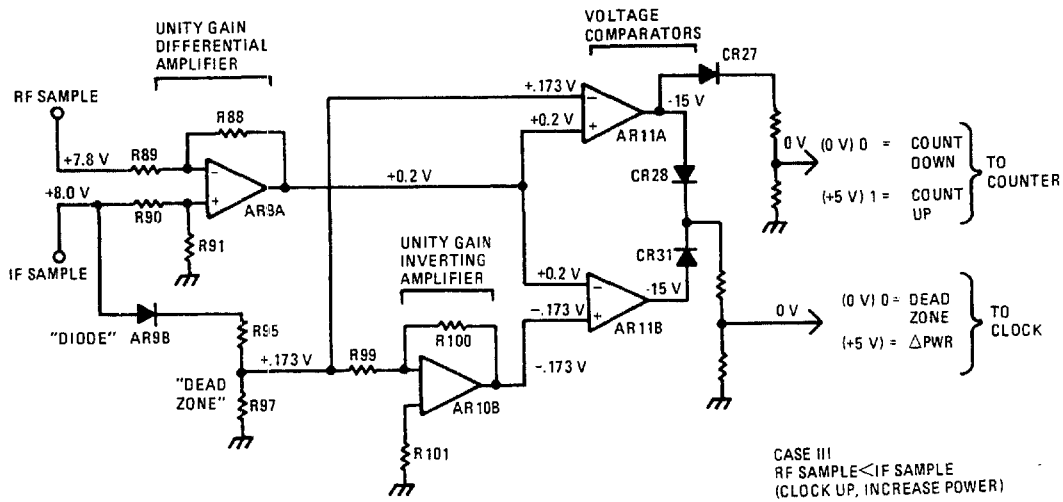 UNITY GAIN
DIFFERENTIAL
AMPLIFIER
VOLTAGE
COMPARATORS
CR27
RF SAMPLE
R88
+.173 V
-15 V
+7.8 V
R89
+0.2 V
AR11A
0 V
(0 V) 0 = COUNT
DOWN
(+5 V) 1 = COUNT
UP
TO
COUNTER
+8.0 V
R90
AR9A
+0.2 V
CR28
R91
IF SAMPLE
UNITY GAIN
INVERTING
AMPLIFIER
CR31
+0.2 V
-15 V
"DIODE"
AR9B
R95
R100
-.173 V
AR11B
0 V
(0 V) 0 = DEAD
ZONE
(+5 V) = ΔPWR
TO
CLOCK
+.173 V
R99
"DEAD
ZONE"
R97
-.173 V
AR10B
R101
CASE III
RF SAMPLE<IF SAMPLE
(CLOCK UP, INCREASE POWER)